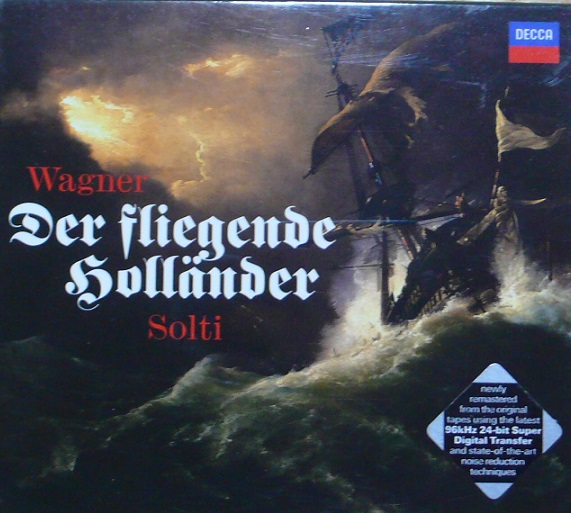 DECCA
Wagner
Der fliegende
Holländer
Solti
newly
remastered
from the original
tapes using the latest
96kHz 24-bit Super
Digital Transfer
and state-of-the-art
noise reduction
techniques